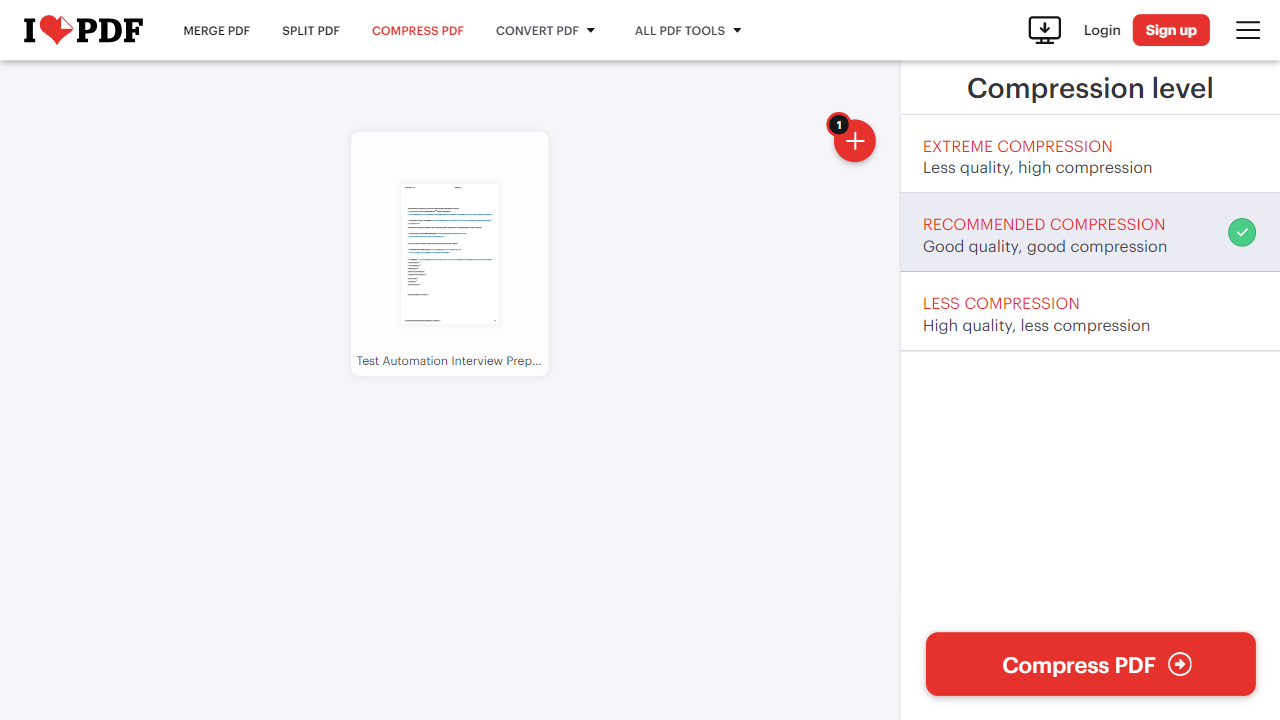 I PDF
MERGE PDF
SPLIT PDF
COMPRESS PDF
CONVERT PDF
ALL PDF TOOLS
Login
Sign up
1
Test Automation Interview Prep...
Compression level
EXTREME COMPRESSION
Less quality, high compression
RECOMMENDED COMPRESSION
Good quality, good compression
LESS COMPRESSION
High quality, less compression
Compress PDF